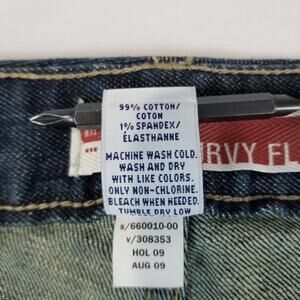 99% COTTON/
COTON
1% SPANDEX/
ÉLASTHANNE
MACHINE WASH COLD.
WASH AND DRY
WITH LIKE COLORS.
ONLY NON-CHLORINE.
BLEACH WHEN NEEDED.
TUMBLE DRY LOW
RVY FL
s/660010-00
v/308353
HOL 09
AUG 09